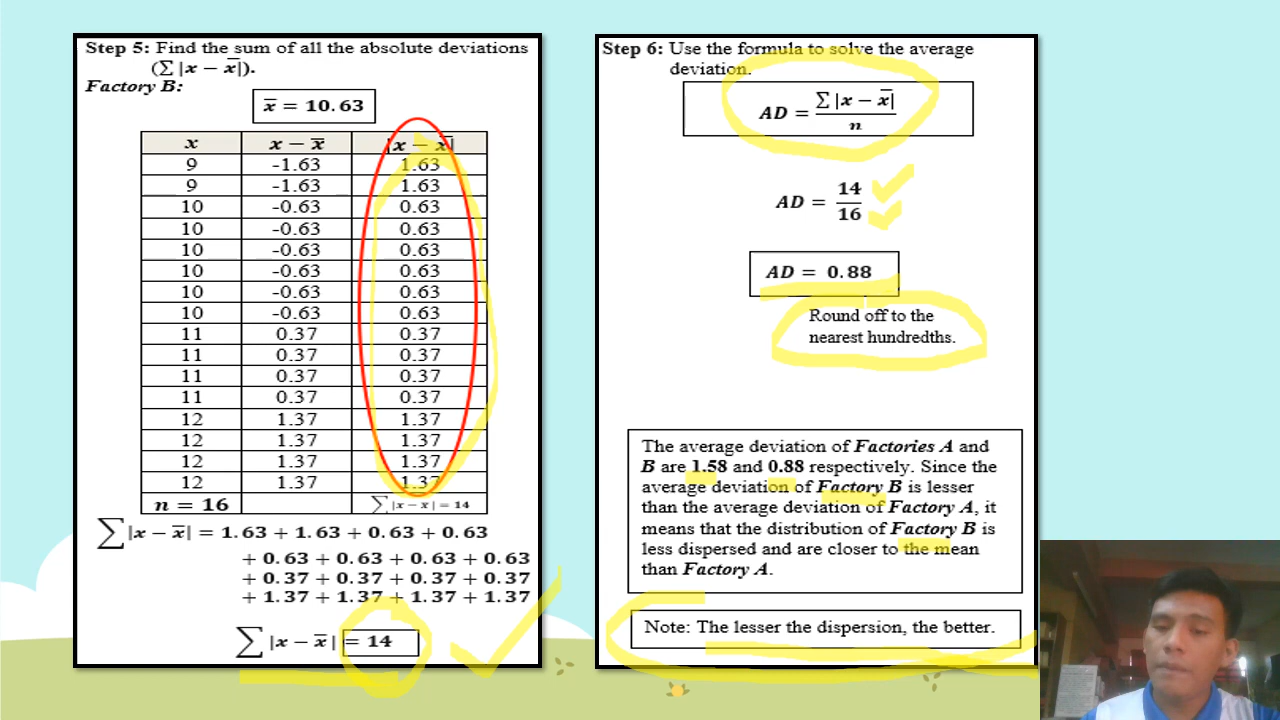 Step 5: Find the sum of all the absolute deviations
(∑ |x − x̅|).
Factory B:
x̅ = 10.63
x x − x̅ |x − x̅|
9 -1.63 1.63
9 -1.63 1.63
10 -0.63 0.63
10 -0.63 0.63
10 -0.63 0.63
10 -0.63 0.63
10 -0.63 0.63
10 -0.63 0.63
11 0.37 0.37
11 0.37 0.37
11 0.37 0.37
11 0.37 0.37
12 1.37 1.37
12 1.37 1.37
12 1.37 1.37
12 1.37 1.37
n = 16 ∑ |x − x̅| = 14
∑|x − x̅| = 1.63 + 1.63 + 0.63 + 0.63
+ 0.63 + 0.63 + 0.63 + 0.63
+ 0.37 + 0.37 + 0.37 + 0.37
+ 1.37 + 1.37 + 1.37 + 1.37
∑ |x − x̅| = 14
Step 6: Use the formula to solve the average
deviation.
AD = ∑ |x − x̅| / n
AD = 14 / 16
AD = 0.88
Round off to the
nearest hundredths.
The average deviation of Factories A and
B are 1.58 and 0.88 respectively. Since the
average deviation of Factory B is lesser
than the average deviation of Factory A, it
means that the distribution of Factory B is
less dispersed and are closer to the mean
than Factory A.
Note: The lesser the dispersion, the better.